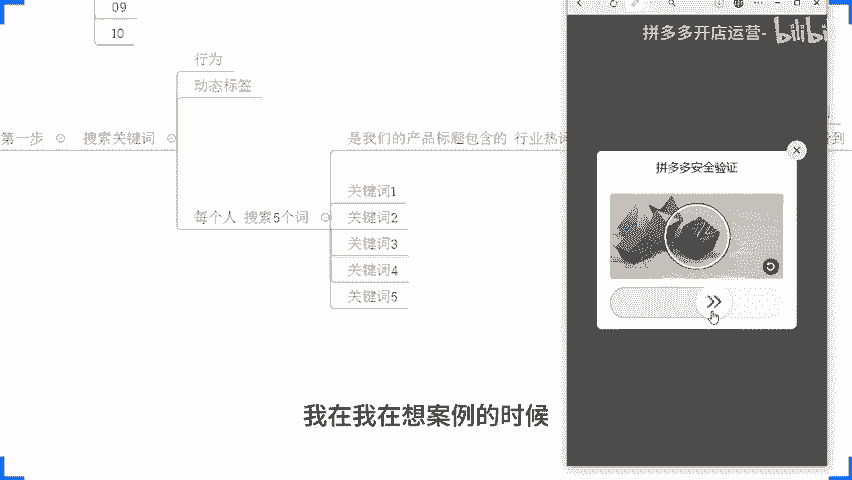 09
10
行为
动态标签
第一步
搜索关键词
是我们的产品标题包含的 行业热词
到
每个人 搜索5个词
关键词1
关键词2
关键词3
关键词4
关键词5
拼多多开店运营-
bilibi
拼多多安全验证
我在我在想案例的时候